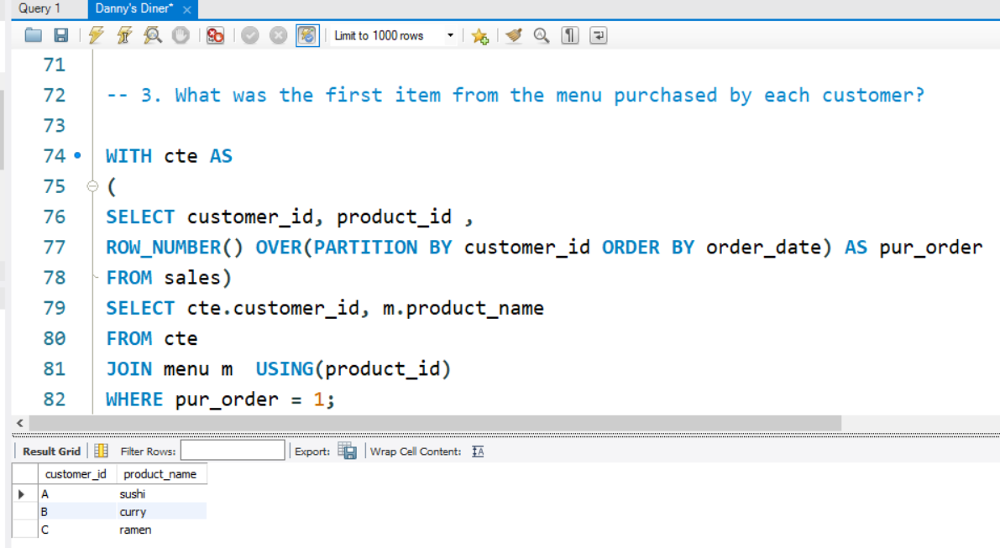 Query 1
Danny's Diner*
Limit to 1000 rows
71
72 -- 3. What was the first item from the menu purchased by each customer?
73
74 WITH cte AS
75 (
76 SELECT customer_id, product_id ,
77 ROW_NUMBER() OVER(PARTITION BY customer_id ORDER BY order_date) AS pur_order
78 FROM sales)
79 SELECT cte.customer_id, m.product_name
80 FROM cte
81 JOIN menu m  USING(product_id)
82 WHERE pur_order = 1;
Result Grid Filter Rows: Export: Wrap Cell Content:
customer_id product_name
A sushi
B curry
C ramen